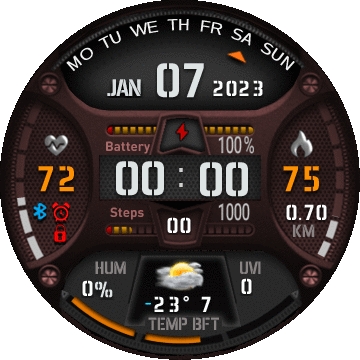 MO TU WE TH FR SA SUN
JAN 07 2023
Battery 100%
72 00:00 75
Steps 1000
00
0.70
KM
HUM UVI
0% 0
-23° 7
TEMP BFT